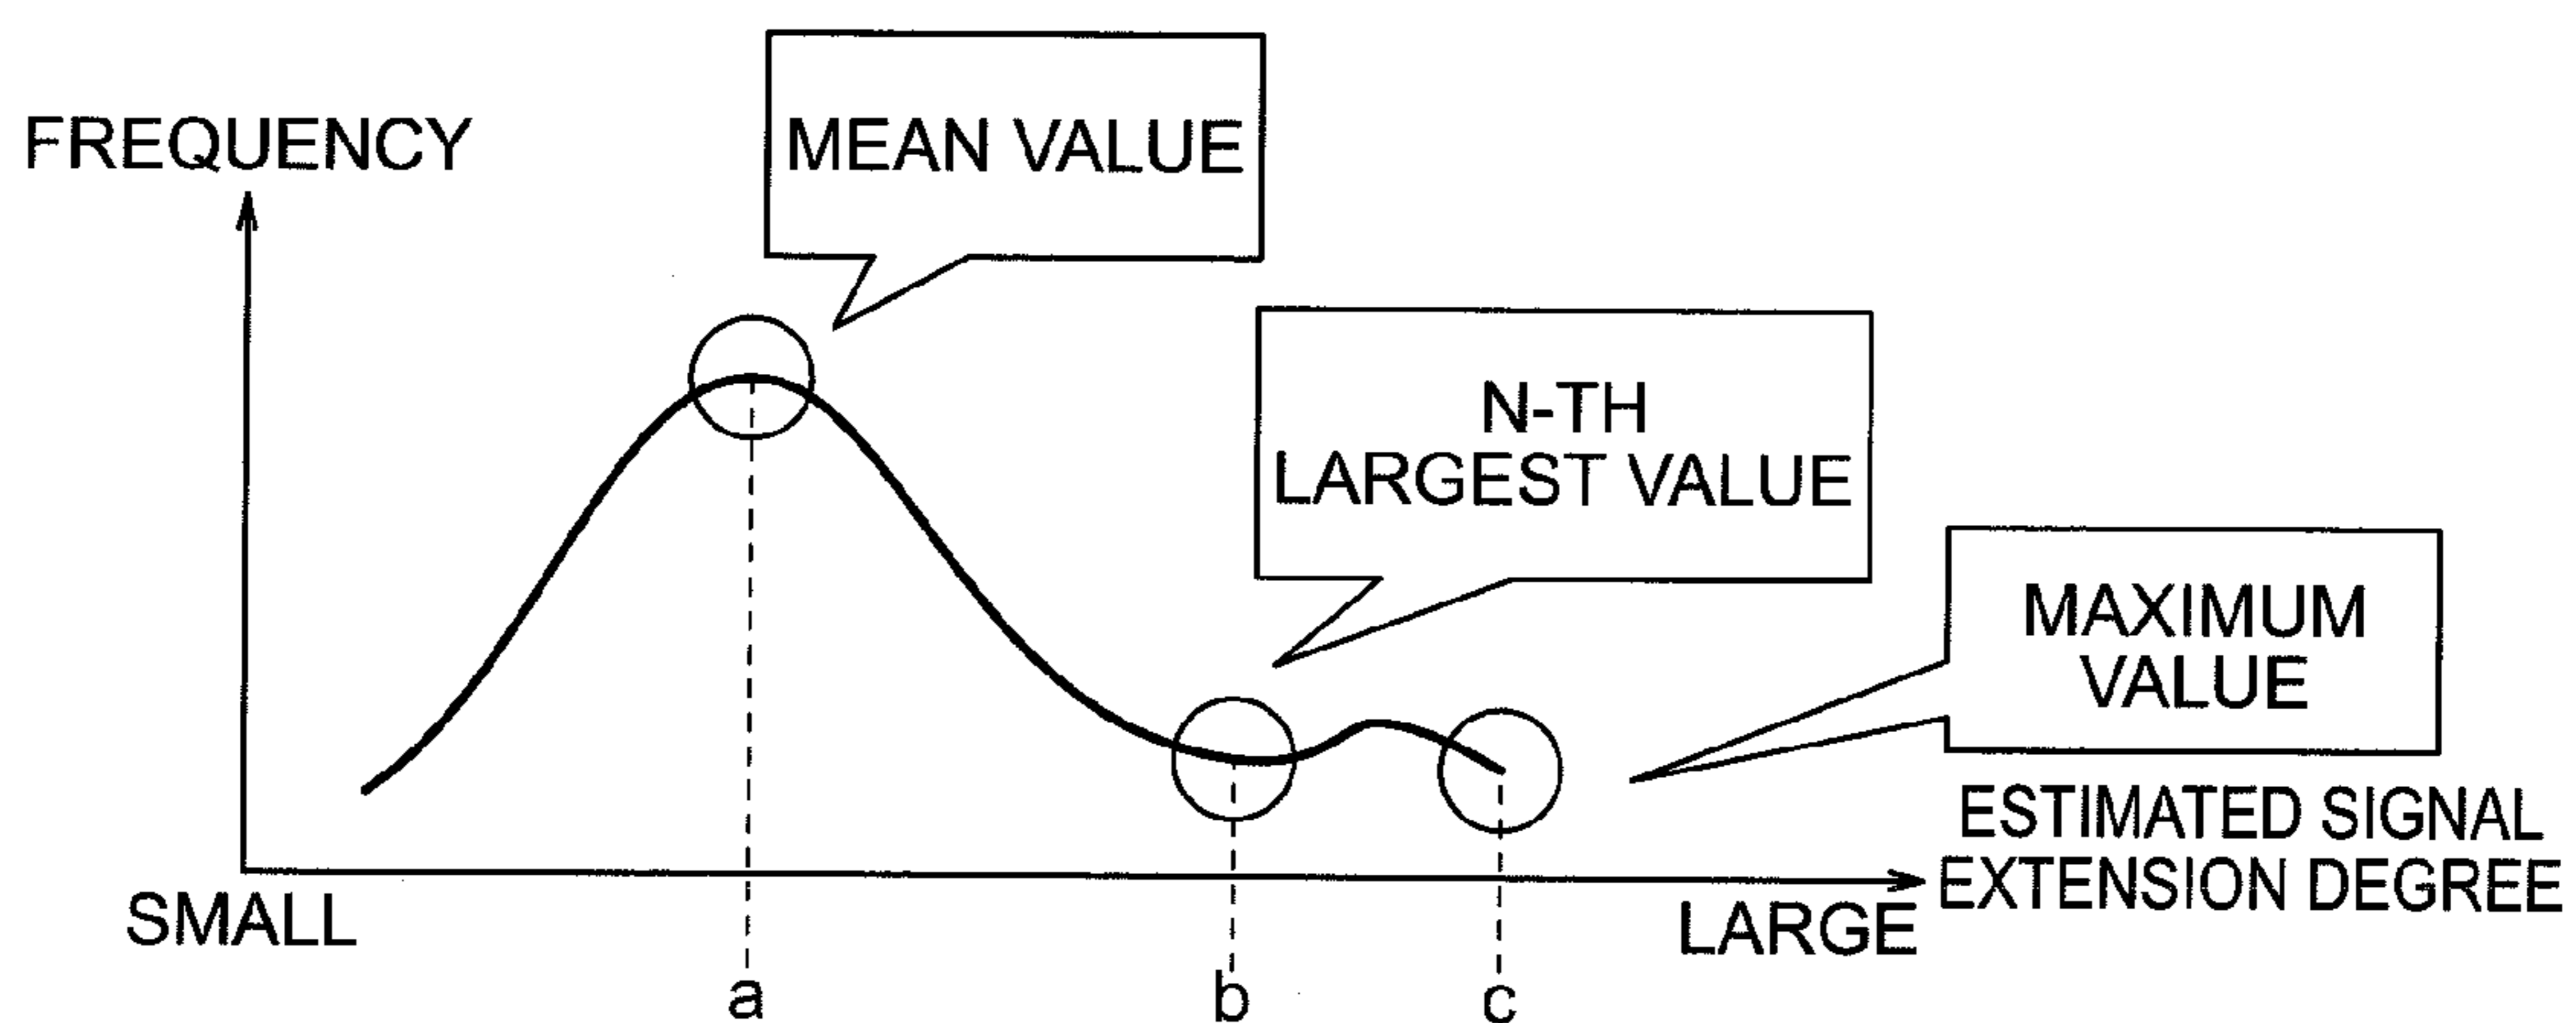 FREQUENCY
MEAN VALUE
N-TH
LARGEST VALUE
MAXIMUM
VALUE
ESTIMATED SIGNAL
EXTENSION DEGREE
SMALL
LARGE
a
b
c